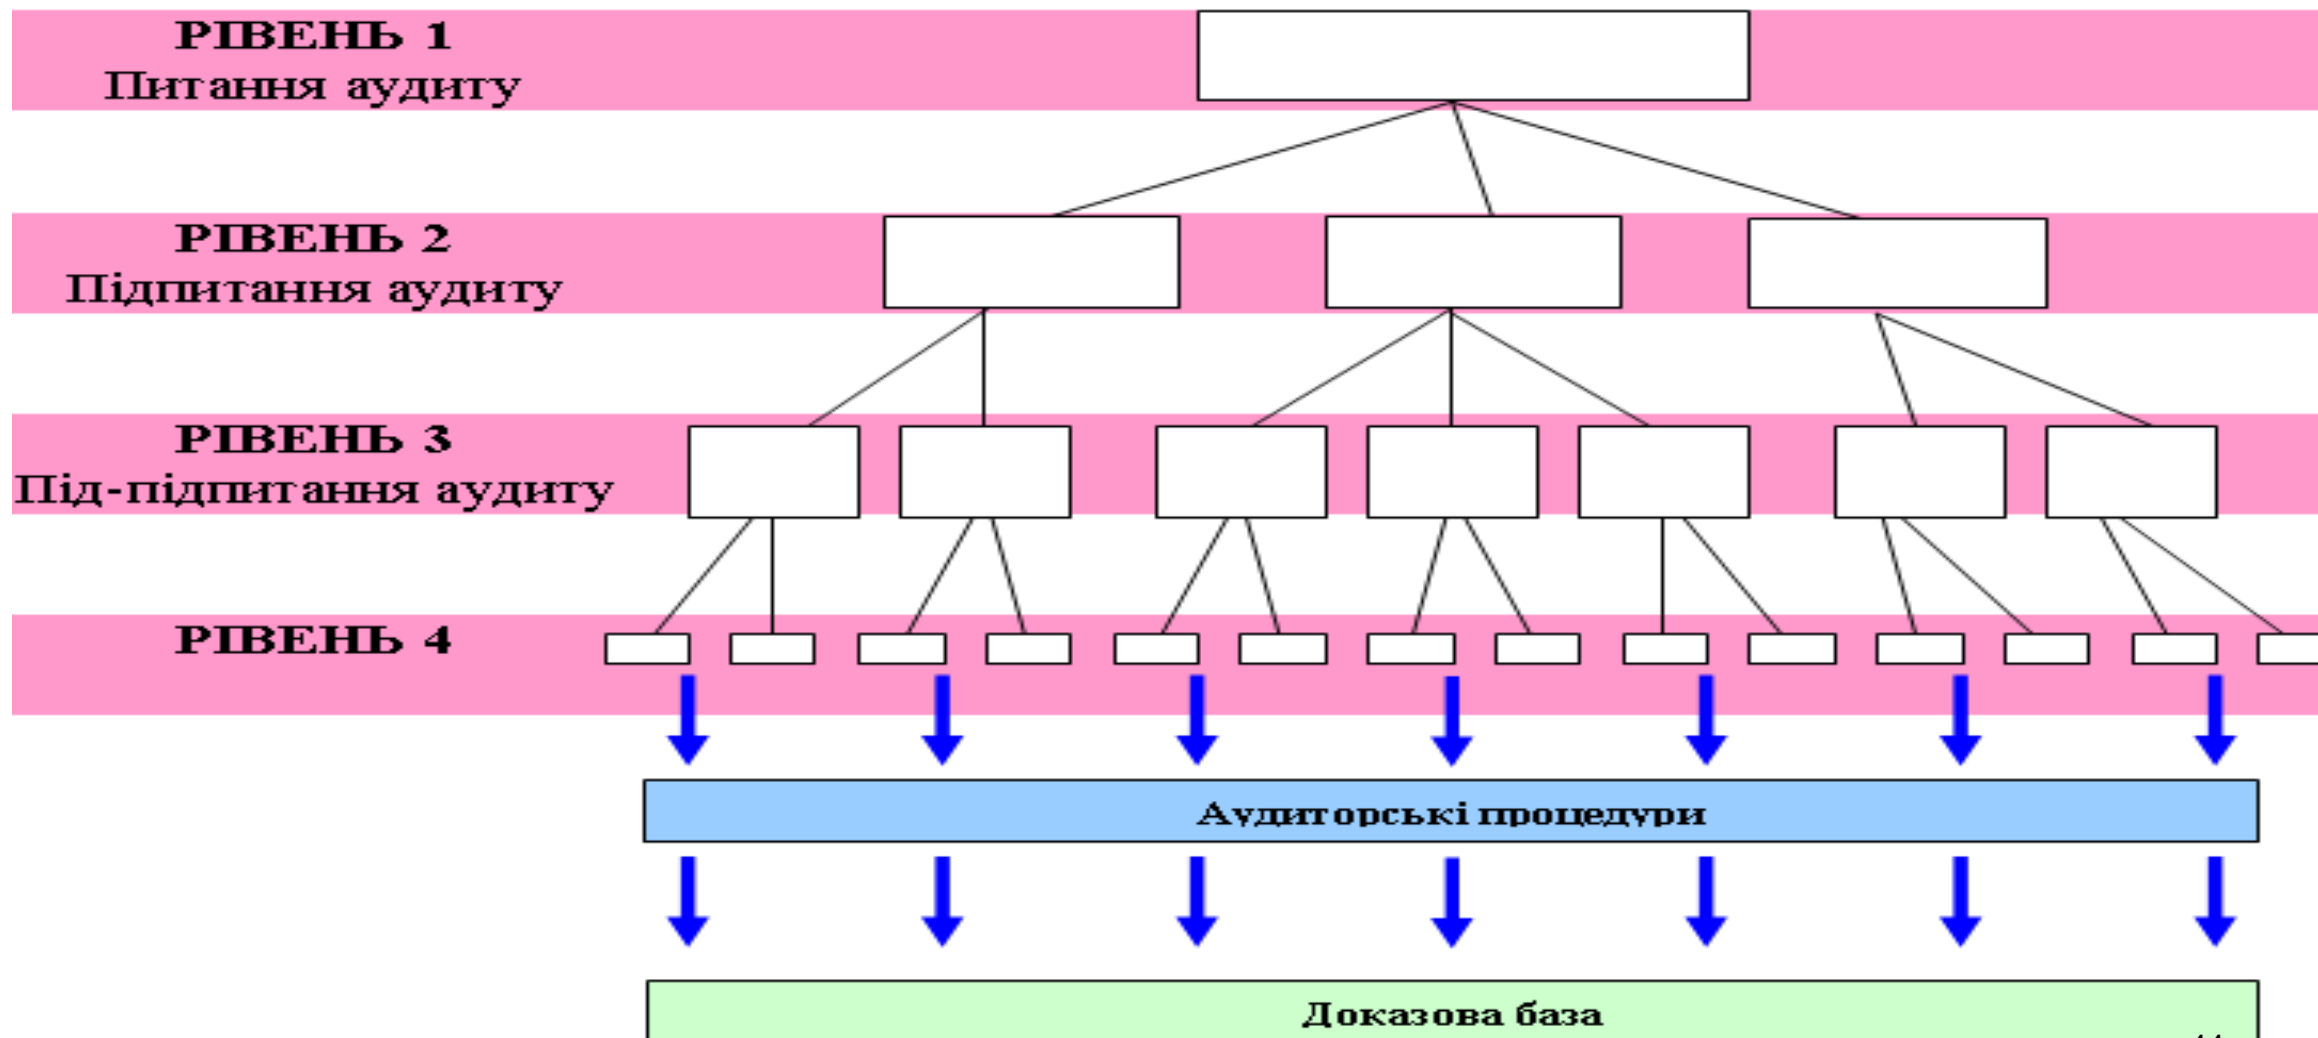 РІВЕНЬ 1
Питання аудиту
РІВЕНЬ 2
Підпитання аудиту
РІВЕНЬ 3
Під-підпитання аудиту
РІВЕНЬ 4
Аудиторські процедури
Доказова база